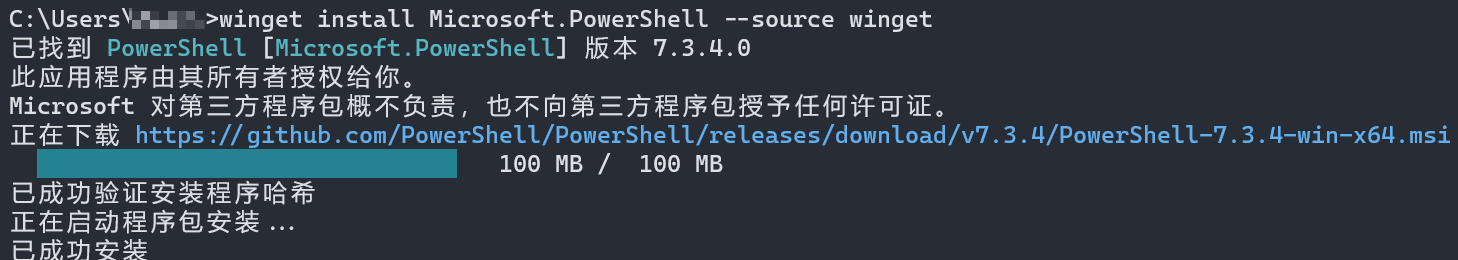 C:\Users\>winget install Microsoft.PowerShell --source winget
已找到 PowerShell [Microsoft.PowerShell] 版本 7.3.4.0
此应用程序由其所有者授权给你。
Microsoft 对第三方程序包概不负责，也不向第三方程序包授予任何许可证。
正在下载 https://github.com/PowerShell/PowerShell/releases/download/v7.3.4/PowerShell-7.3.4-win-x64.msi
100 MB / 100 MB
已成功验证安装程序哈希
正在启动程序包安装...
已成功安装